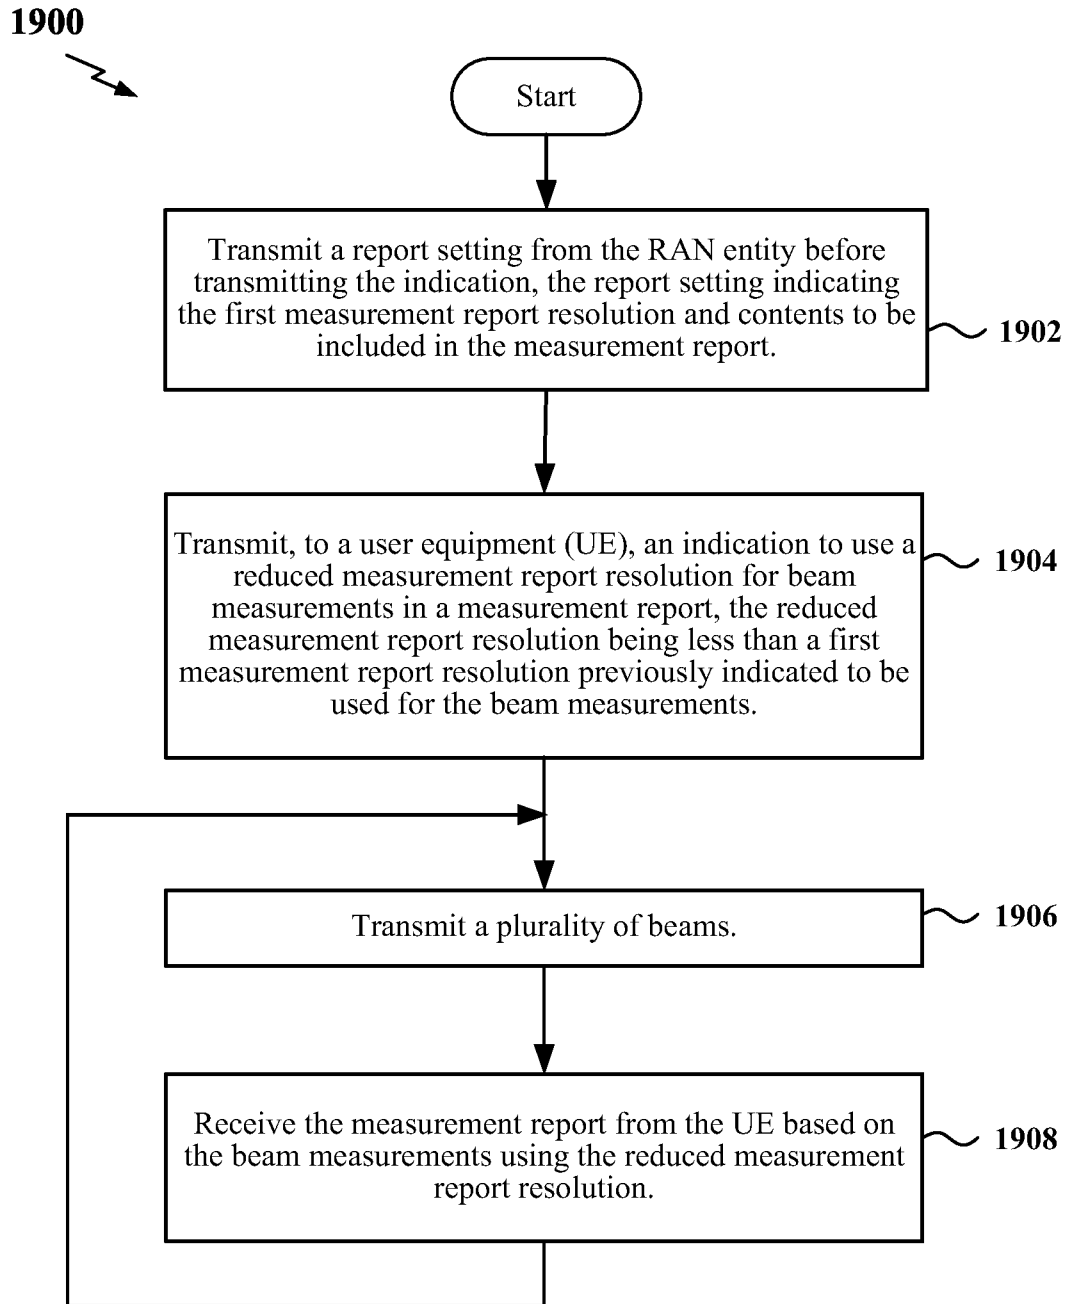 1900
Start
Transmit a report setting from the RAN entity before
transmitting the indication, the report setting indicating
the first measurement report resolution and contents to be
included in the measurement report.
1902
Transmit, to a user equipment (UE), an indication to use a
reduced measurement report resolution for beam
measurements in a measurement report, the reduced
measurement report resolution being less than a first
measurement report resolution previously indicated to be
used for the beam measurements.
1904
Transmit a plurality of beams.
1906
Receive the measurement report from the UE based on
the beam measurements using the reduced measurement
report resolution.
1908